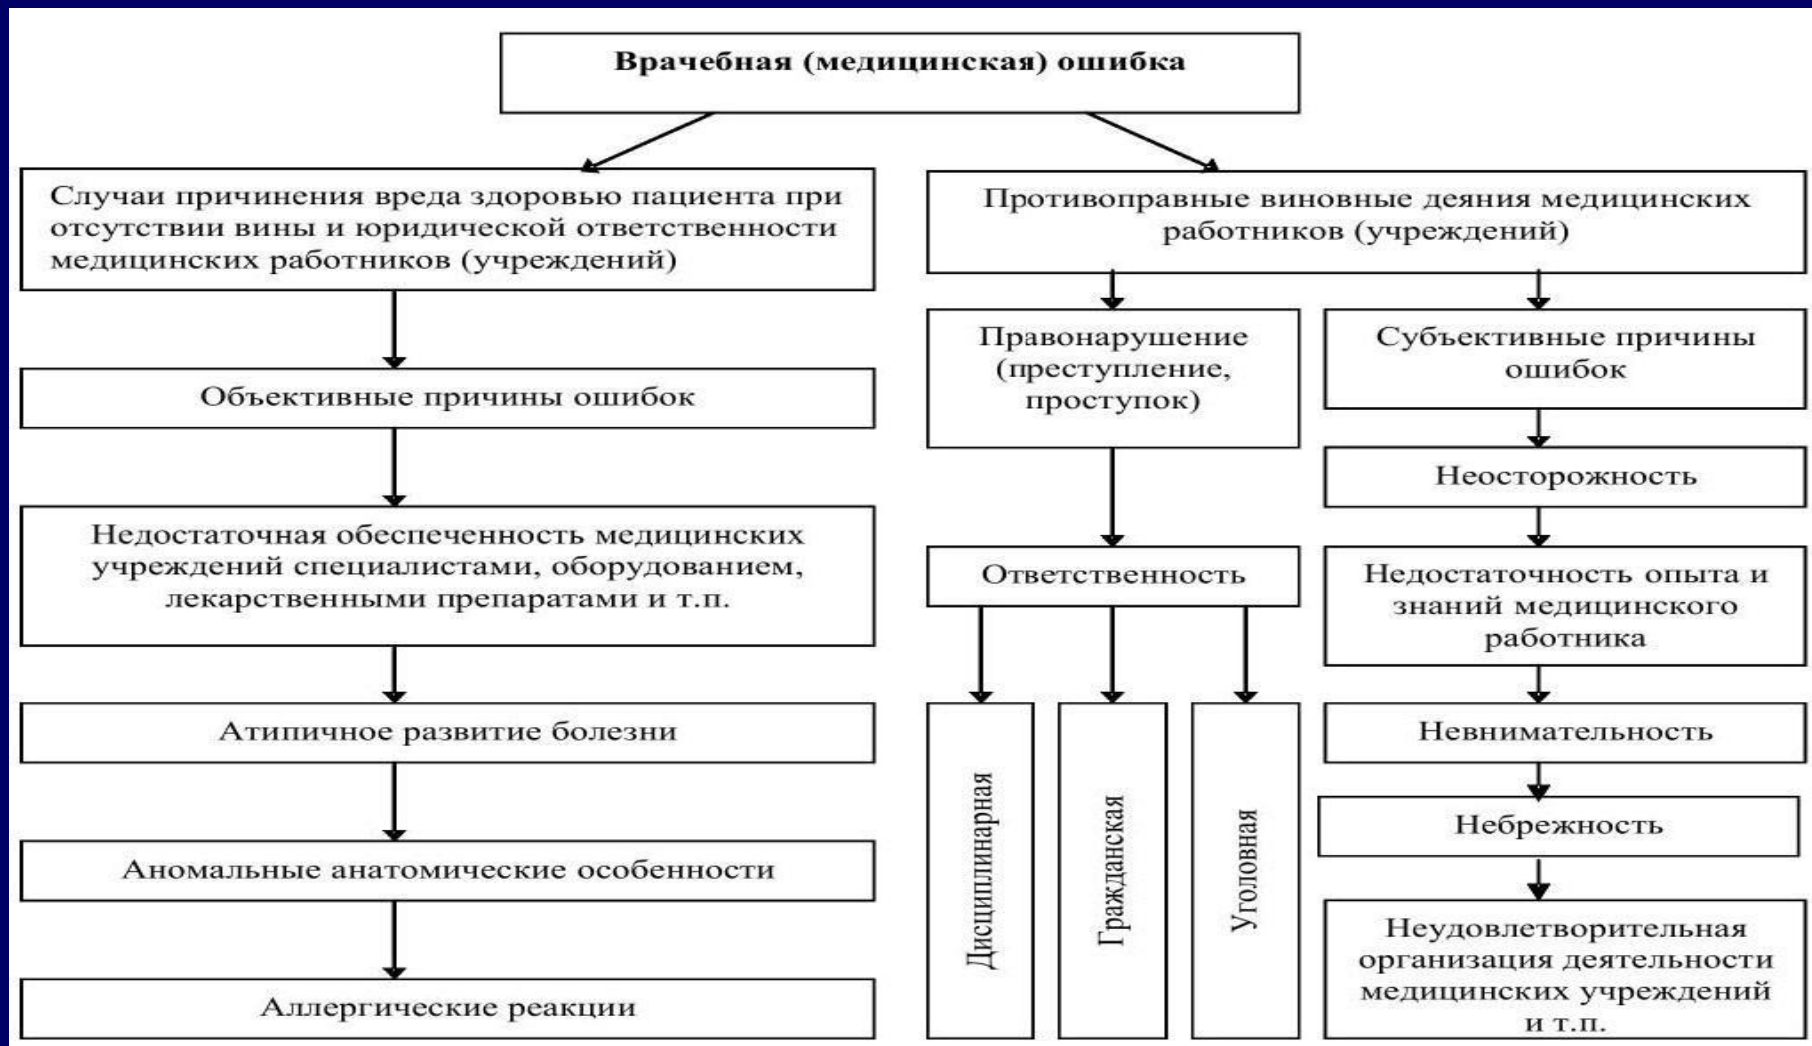 Врачебная (медицинская) ошибка
Случаи причинения вреда здоровью пациента при
отсутствии вины и юридической ответственности
медицинских работников (учреждений)
Объективные причины ошибок
Недостаточная обеспеченность медицинских
учреждений специалистами, оборудованием,
лекарственными препаратами и т.п.
Атипичное развитие болезни
Аномальные анатомические особенности
Аллергические реакции
Противоправные виновные деяния медицинских
работников (учреждений)
Правонарушение
(преступление,
проступок)
Ответственность
Дисциплинарная
Гражданская
Уголовная
Субъективные причины
ошибок
Неосторожность
Недостаточность опыта и
знаний медицинского
работника
Невнимательность
Небрежность
Неудовлетворительная
организация деятельности
медицинских учреждений
и т.п.